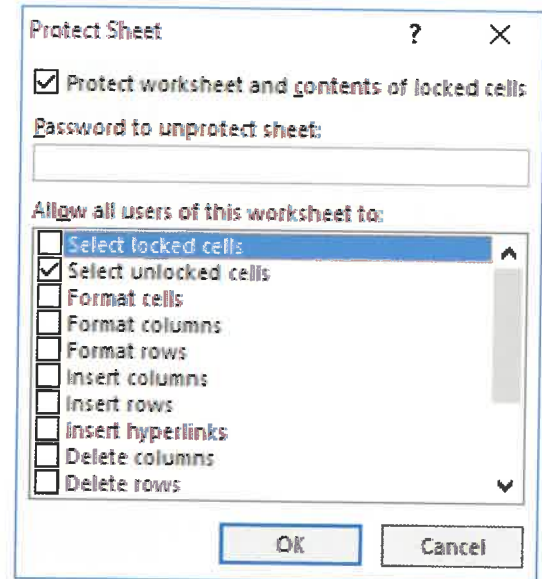 Protect Sheet ?
Protect worksheet and contents of locked cells
Password to unprotect sheet:
Allow all users of this worksheet to:
Select locked cells
Select unlocked cells
Format cells
Format columns
Format rows
Insert columns
Insert rows
Insert hyperlinks
Delete columns
Delete rows
OK Cancel